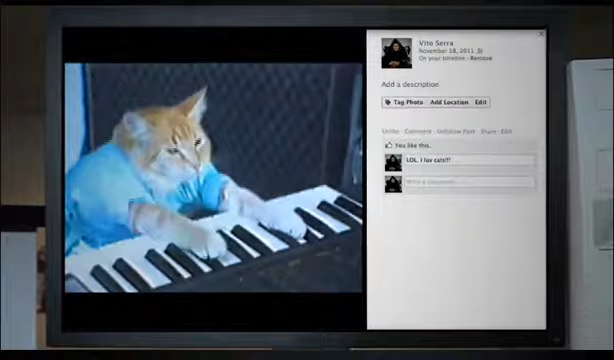 Vito Serra
November 18, 2011
On your timeline · Remove
Add a description
Tag Photo Add Location Edit
Unlike · Comment · Unfollow Post · Share · Edit
You like this.
LOL. i luv cats!!!
Write a comment...